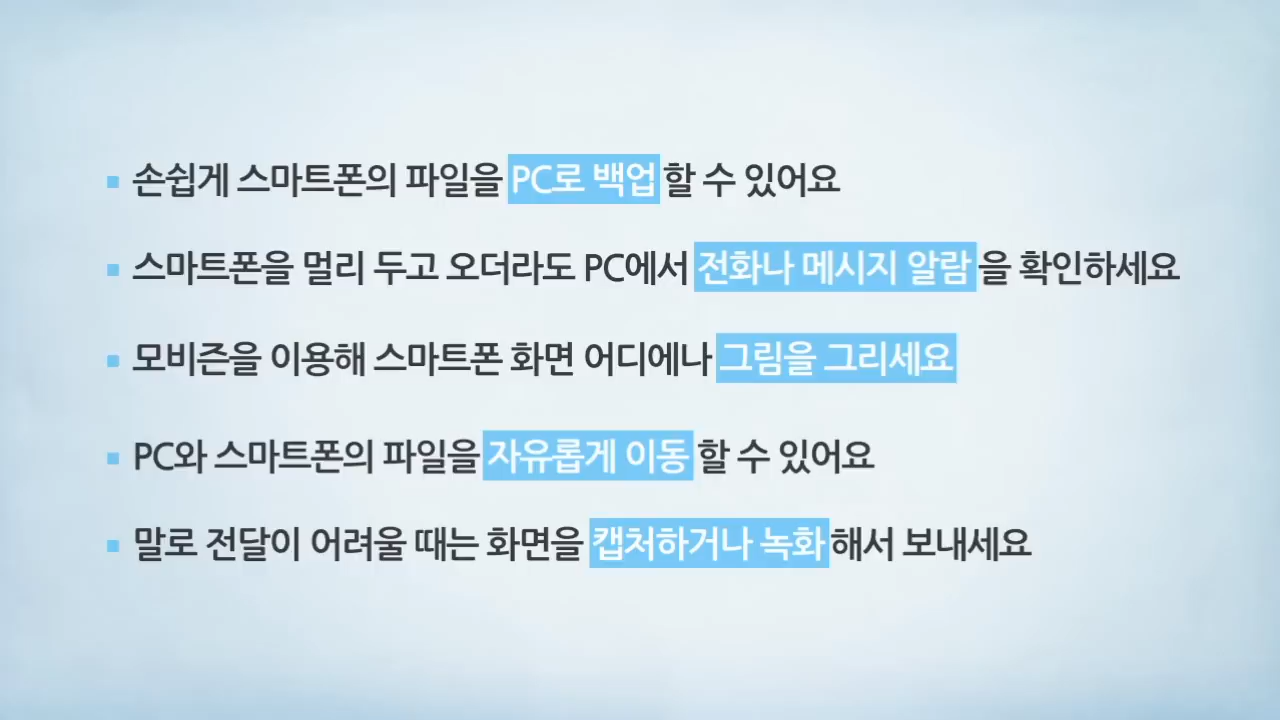 손쉽게 스마트폰의 파일을 PC로 백업 할 수 있어요
스마트폰을 멀리 두고 오더라도 PC에서 전화나 메시지 알람 을 확인하세요
모비즌을 이용해 스마트폰 화면 어디에나 그림을 그리세요
PC와 스마트폰의 파일을 자유롭게 이동 할 수 있어요
말로 전달이 어려울 때는 화면을 캡처하거나 녹화 해서 보내세요